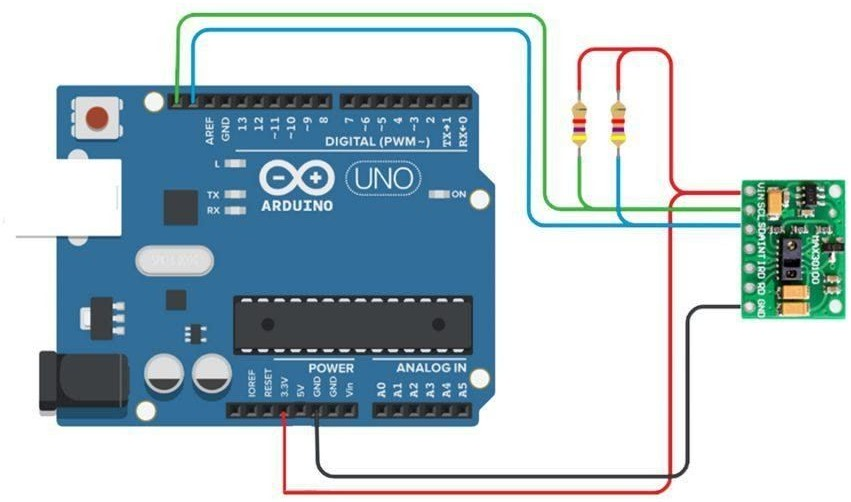 AREF
GND
13
12
~11
~10
~9
8
7
~6
~5
4
~3
2
TX→1
RX←0
DIGITAL (PWM~)
L
TX
RX
ARDUINO
UNO
ON
POWER
ANALOG IN
IOREF
RESET
3.3V
5V
GND
GND
Vin
A0
A1
A2
A3
A4
A5
VIN
SCL
SDA
INT
IRD
RD
GND
MAX30100